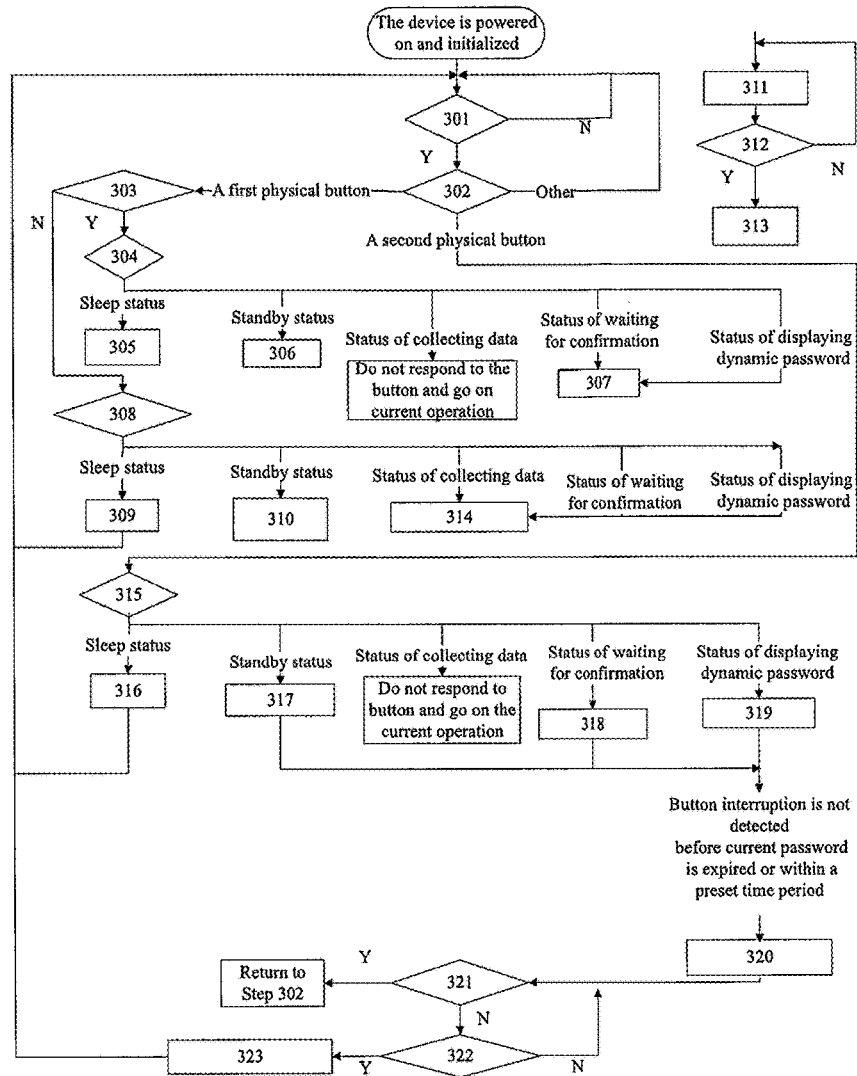 The device is powered
on and initialized
301
N
Y
302
Other
A first physical button
303
N
Y
A second physical button
304
311
312
Y
N
313
Sleep status
305
Standby status
306
Status of collecting data
Do not respond to the
button and go on
current operation
Status of waiting
for confirmation
307
Status of displaying
dynamic password
308
Sleep status
309
Standby status
310
Status of collecting data
314
Status of waiting
for confirmation
Status of displaying
dynamic password
315
Sleep status
316
Standby status
317
Status of collecting data
Do not respond to
button and go on the
current operation
Status of waiting
for confirmation
318
Status of displaying
dynamic password
319
Button interruption is not
detected
before current password
is expired or within a
preset time period
320
321
Y
Return to
Step 302
N
322
Y
N
323